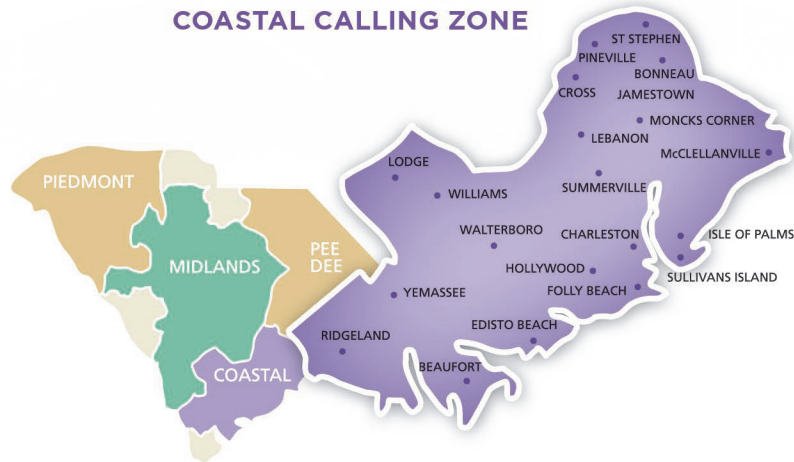 COASTAL CALLING ZONE
ST STEPHEN
PINEVILLE
BONNEAU
CROSS
JAMESTOWN
MONCKS CORNER
LEBANON
McCLELLANVILLE
LODGE
SUMMERVILLE
WILLIAMS
WALTERBORO
CHARLESTON
ISLE OF PALMS
HOLLYWOOD
SULLIVANS ISLAND
FOLLY BEACH
YEMASSEE
EDISTO BEACH
RIDGELAND
BEAUFORT
PIEDMONT
MIDLANDS
PEE
DEE
COASTAL